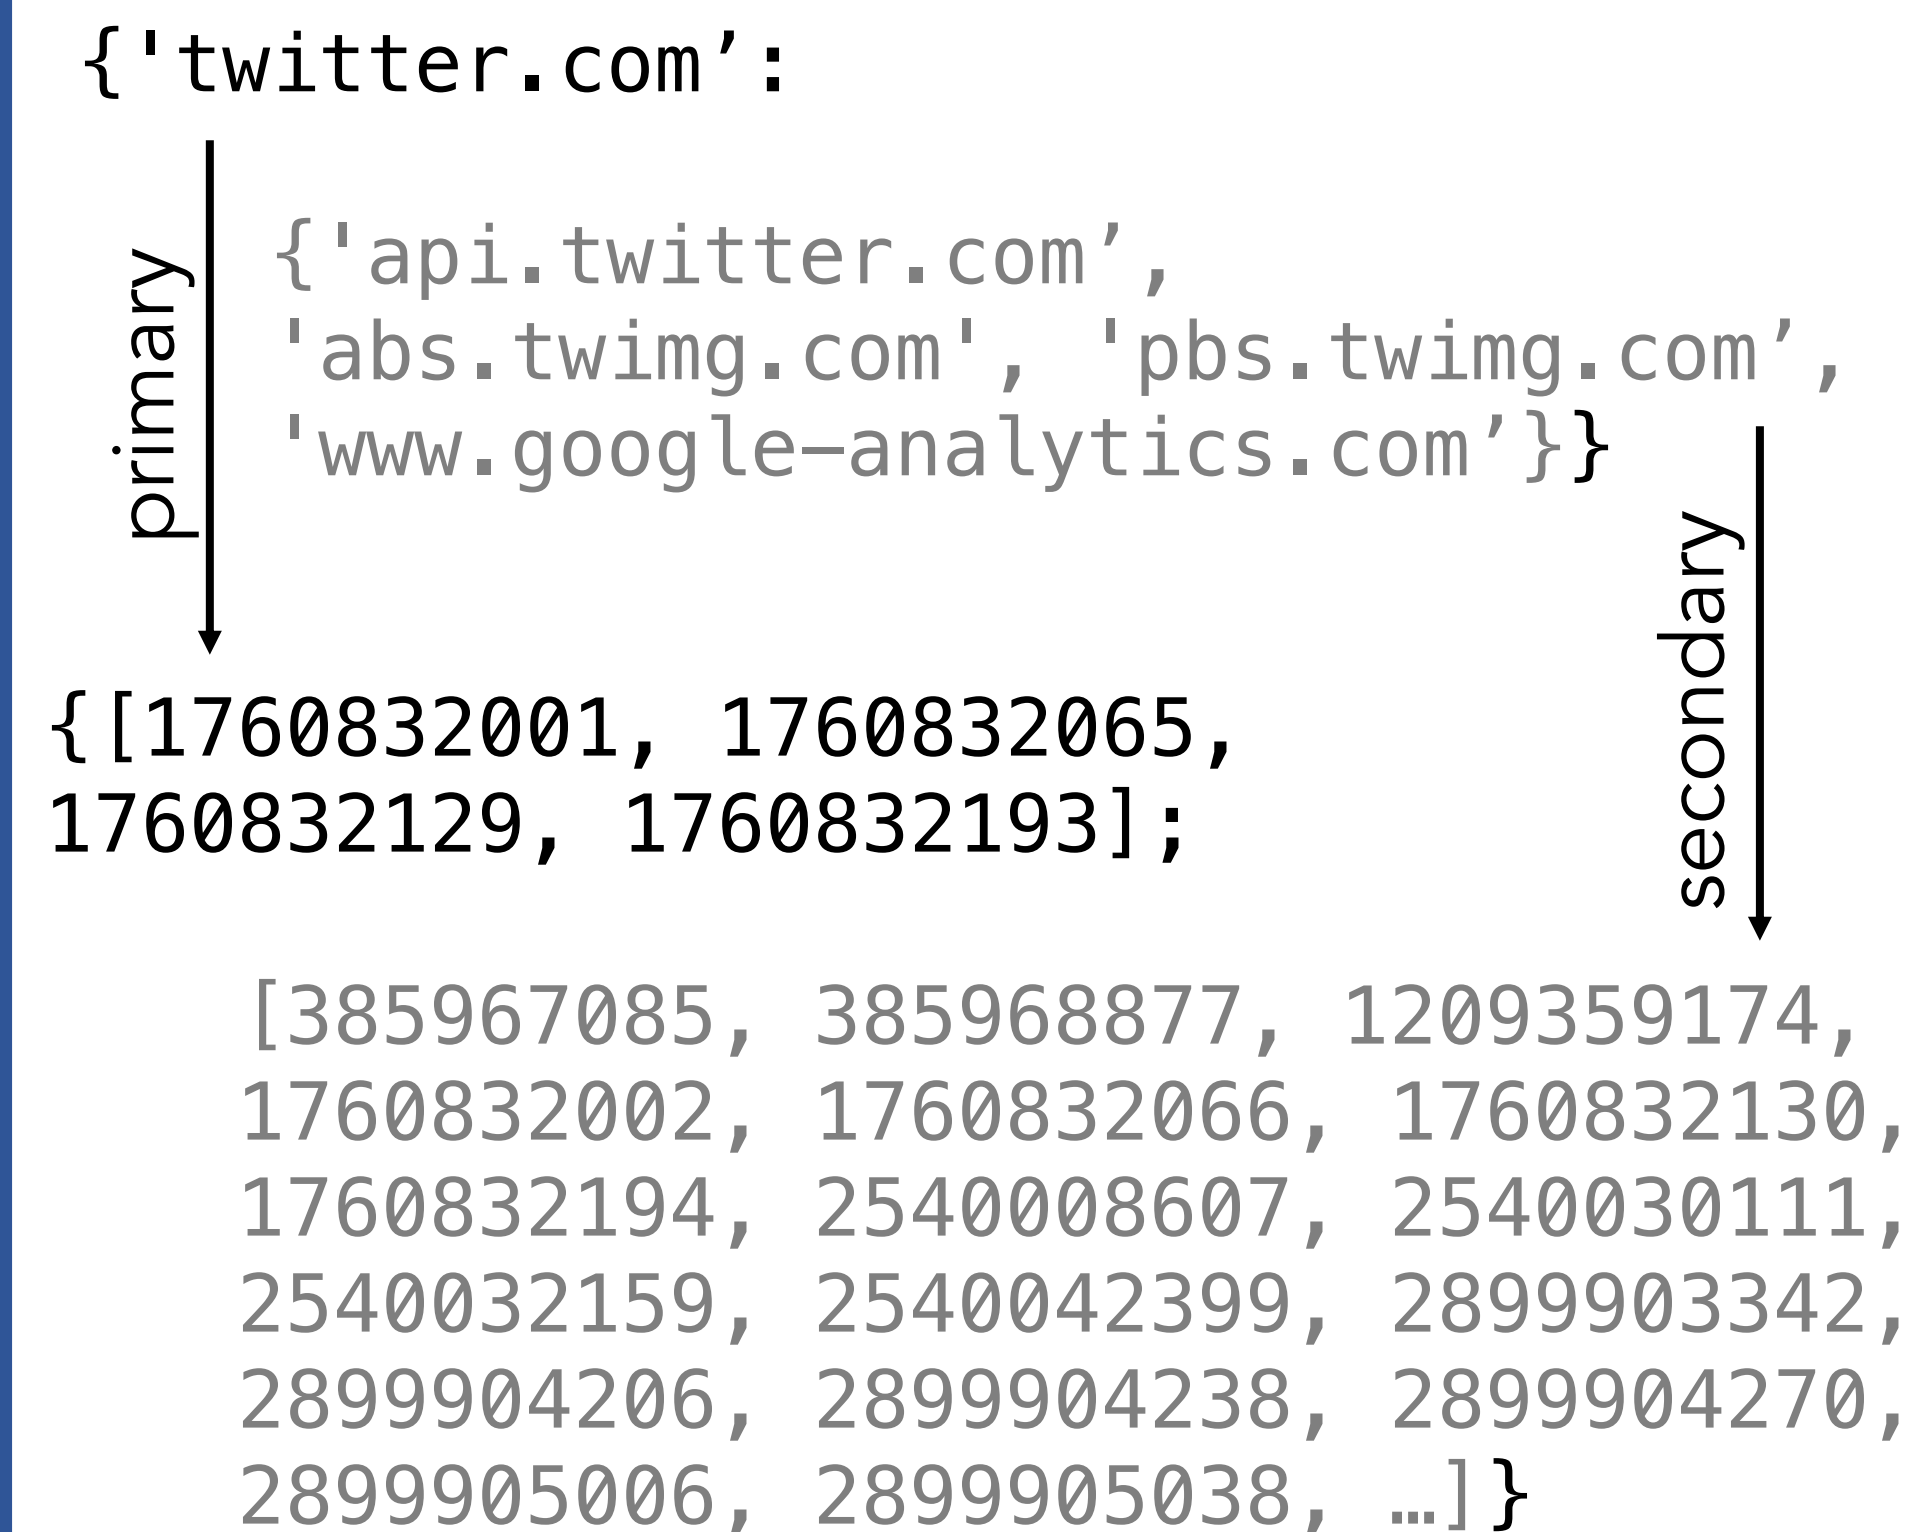 {'twitter.com’:
primary
{'api.twitter.com’,
'abs.twimg.com', 'pbs.twimg.com’,
'www.google-analytics.com’}}
secondary
{[1760832001, 1760832065,
1760832129, 1760832193];
[385967085, 385968877, 1209359174,
1760832002, 1760832066, 1760832130,
1760832194, 2540008607, 2540030111,
2540032159, 2540042399, 2899903342,
2899904206, 2899904238, 2899904270,
2899905006, 2899905038, …]}